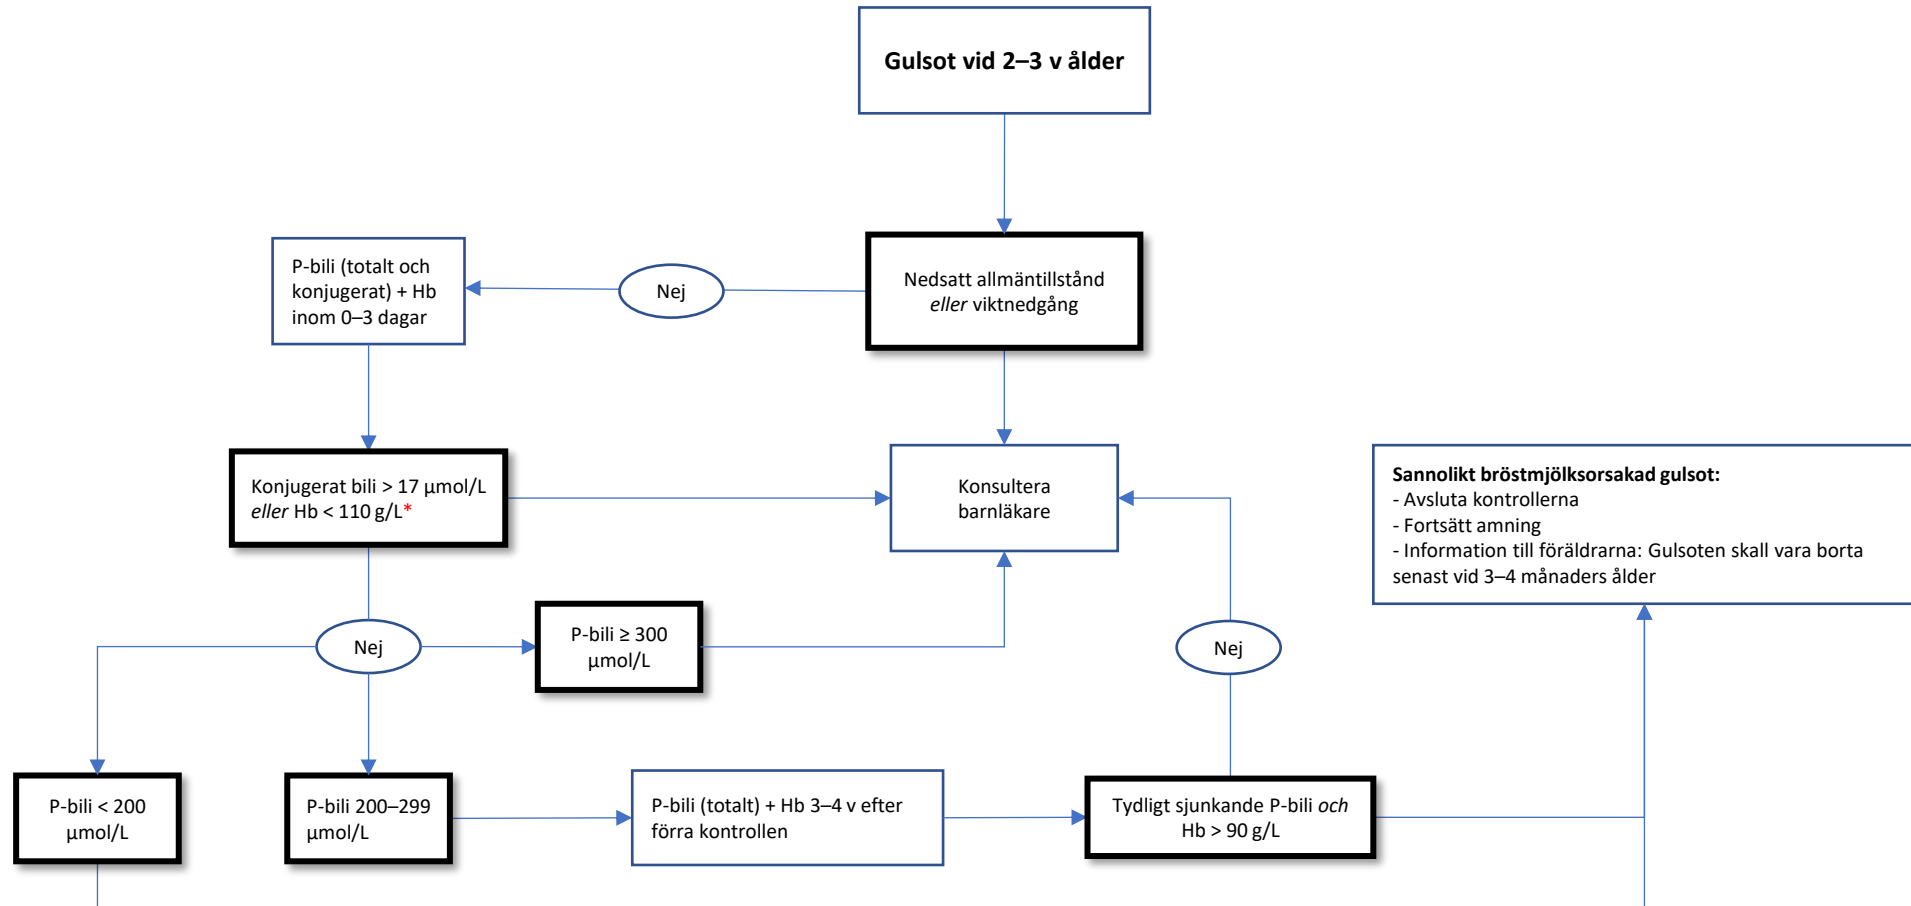 Gulsot vid 2–3 v ålder
P-bili (totalt och
konjugerat) + Hb
inom 0–3 dagar
Nej
Nedsatt allmäntillstånd
eller viktnedgång
Konjugerat bili > 17 µmol/L
eller Hb < 110 g/L*
Konsultera
barnläkare
Sannolikt bröstmjölksorsakad gulsot:
- Avsluta kontrollerna
- Fortsätt amning
- Information till föräldrarna: Gulsoten skall vara borta
senast vid 3–4 månaders ålder
Nej
P-bili ≥ 300
µmol/L
Nej
P-bili < 200
µmol/L
P-bili 200–299
µmol/L
P-bili (totalt) + Hb 3–4 v efter
förra kontrollen
Tydligt sjunkande P-bili och
Hb > 90 g/L